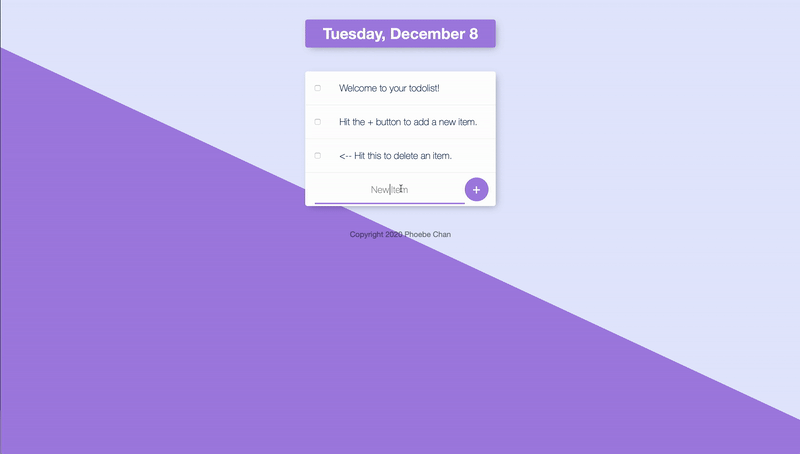 Tuesday, December 8
Welcome to your todolist!
Hit the + button to add a new item.
<-- Hit this to delete an item.
New Item
+
Copyright 2020 Phoebe Chan